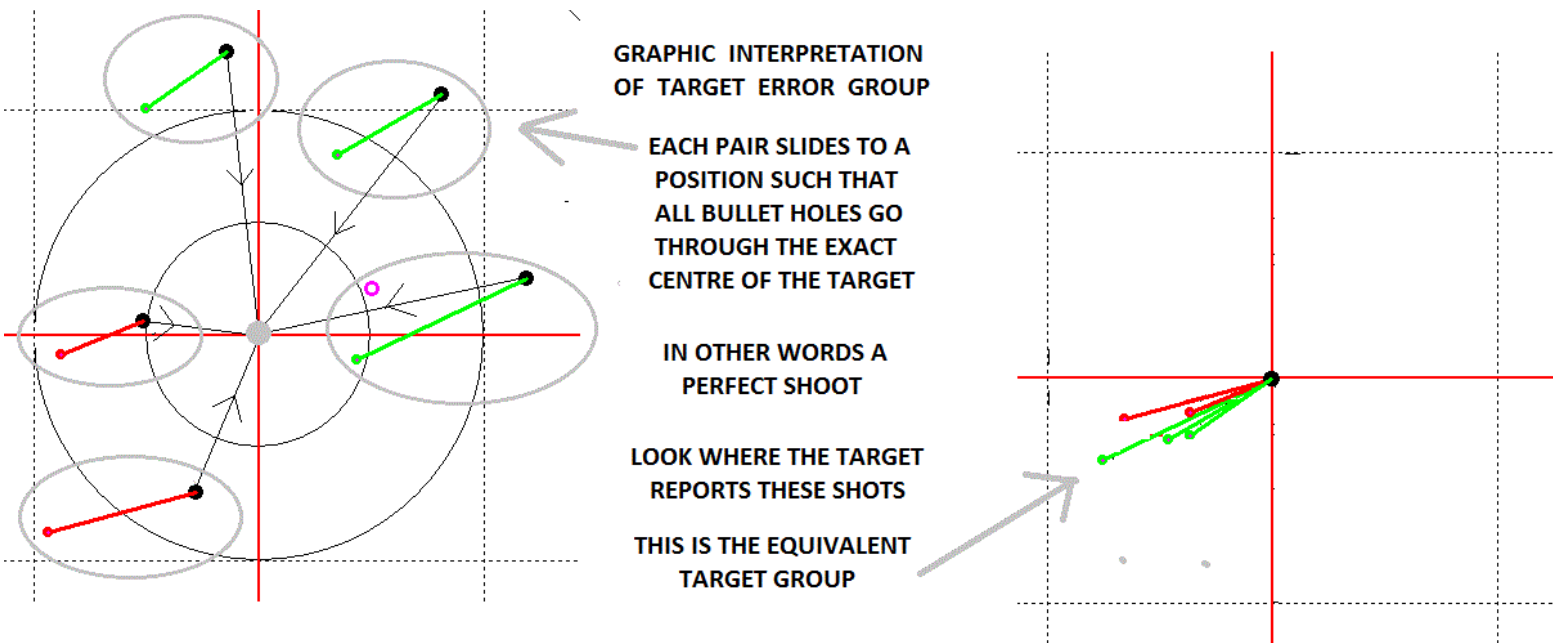 GRAPHIC INTERPRETATION
OF TARGET ERROR GROUP
EACH PAIR SLIDES TO A
POSITION SUCH THAT
ALL BULLET HOLES GO
THROUGH THE EXACT
CENTRE OF THE TARGET
IN OTHER WORDS A
PERFECT SHOOT
LOOK WHERE THE TARGET
REPORTS THESE SHOTS
THIS IS THE EQUIVALENT
TARGET GROUP